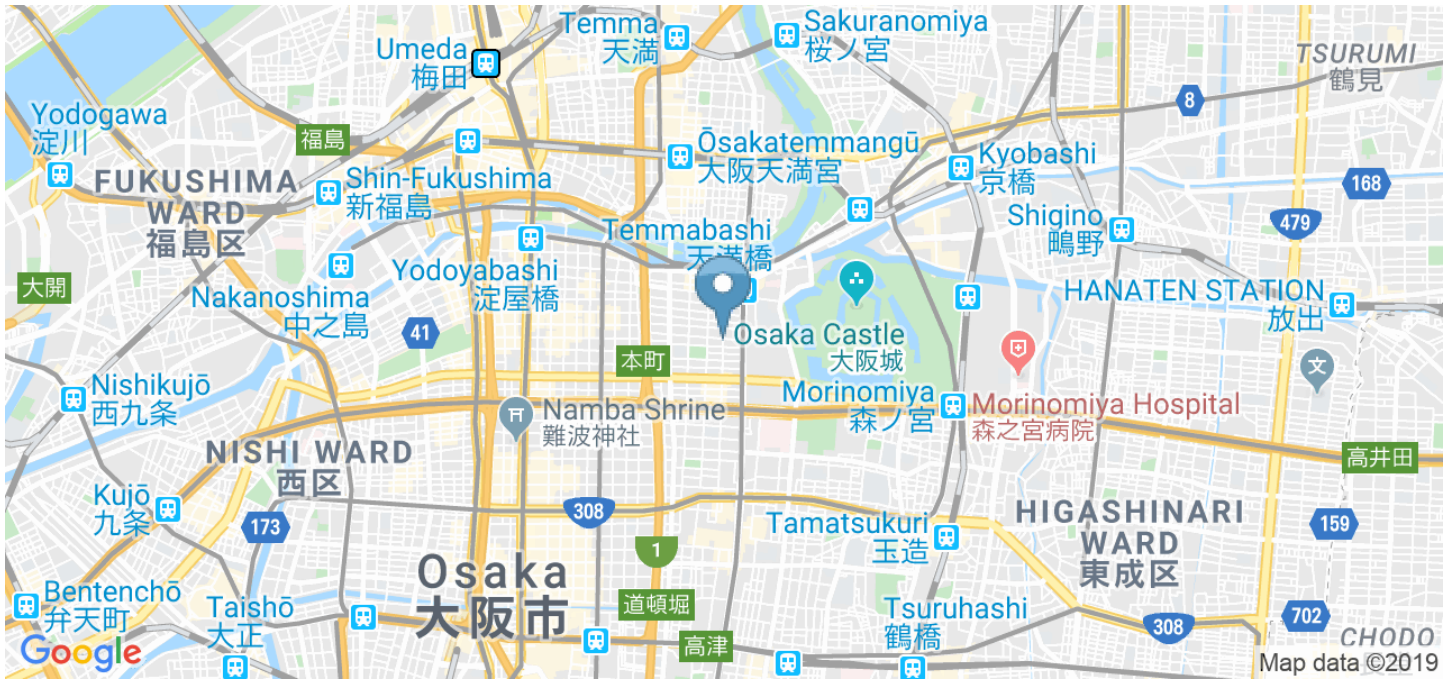 Umeda
梅田
Temma
天満
Sakuranomiya
桜ノ宮
TSURUMI
鶴見
8
Yodogawa
淀川
福島
Ōsakatemmangū
大阪天満宮
Kyobashi
京橋
FUKUSHIMA
WARD
福島区
Shin-Fukushima
新福島
168
Shigino
鴫野
479
Temmabashi
天満橋
Yodoyabashi
淀屋橋
大開
Nakanoshima
中之島
HANATEN STATION
放出
41
Osaka Castle
大阪城
本町
文
Nishikujō
西九条
Morinomiya
森ノ宮
Morinomiya Hospital
森之宮病院
Namba Shrine
難波神社
NISHI WARD
西区
高井田
Kujō
九条
173
308
HIGASHINARI
WARD
東成区
159
Tamatsukuri
玉造
1
Osaka
大阪市
Bentenchō
弁天町
Taishō
大正
道頓堀
Tsuruhashi
鶴橋
308
702
高津
CHODO
Google
Map data ©2019